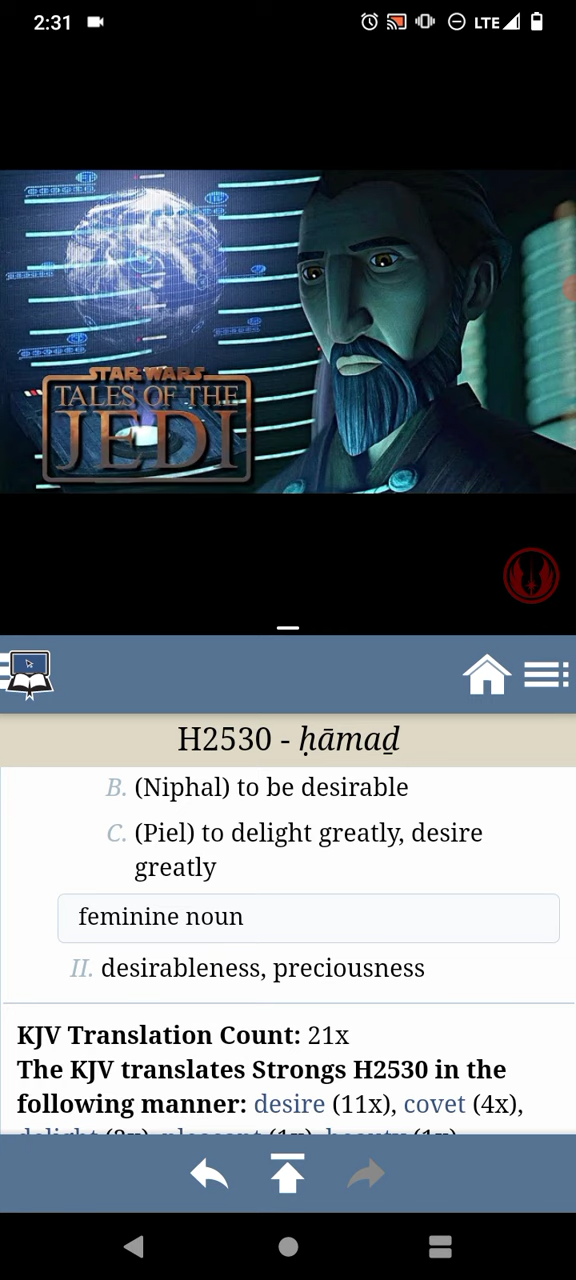 2:31
LTE
STAR WARS
TALES OF THE
JEDI
H2530 - ḥāmaḏ
B. (Niphal) to be desirable
C. (Piel) to delight greatly, desire
greatly
feminine noun
II. desirableness, preciousness
KJV Translation Count: 21x
The KJV translates Strongs H2530 in the
following manner: desire (11x), covet (4x),